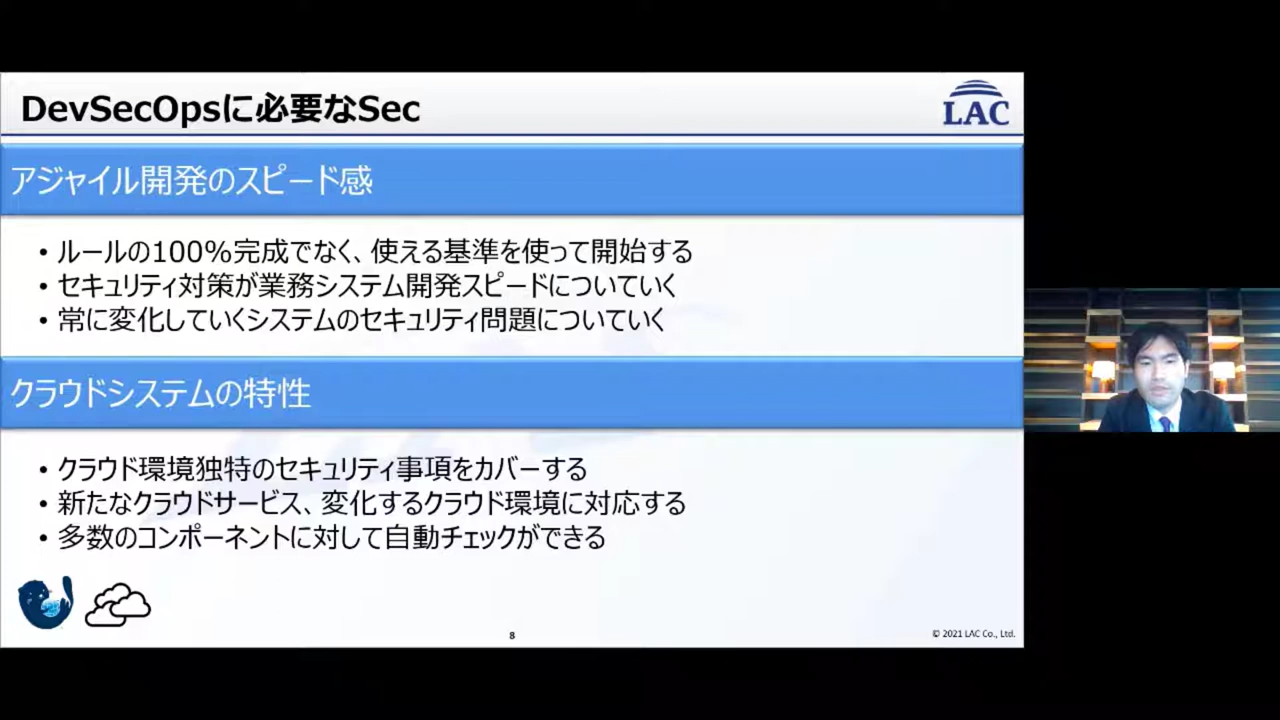 DevSecOpsに必要なSec
LAC
アジャイル開発のスピード感
• ルールの100%完成でなく、使える基準を使って開始する
• セキュリティ対策が業務システム開発スピードについていく
• 常に変化していくシステムのセキュリティ問題についていく
クラウドシステムの特性
• クラウド環境独特のセキュリティ事項をカバーする
• 新たなクラウドサービス、変化するクラウド環境に対応する
• 多数のコンポーネントに対して自動チェックができる
8
© 2021 LAC Co., Ltd.